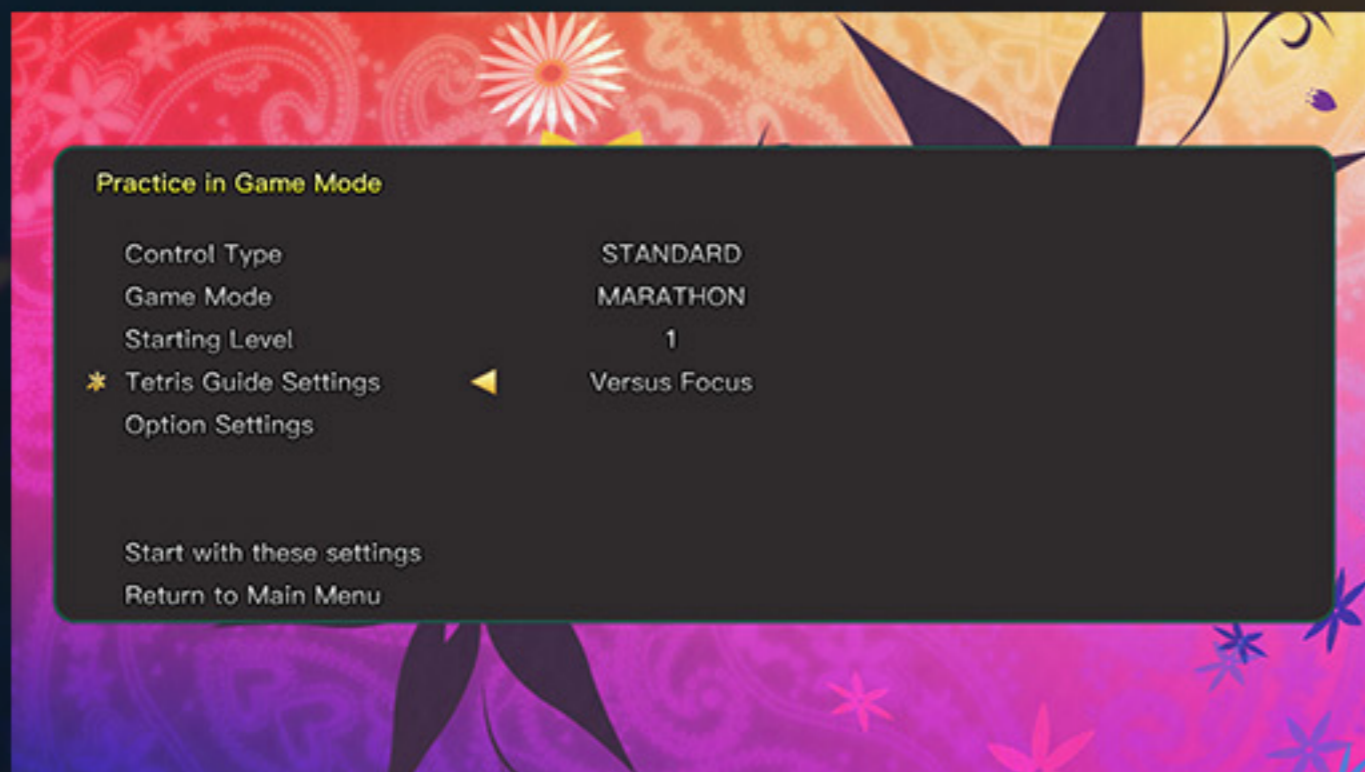 Practice in Game Mode
Control Type STANDARD
Game Mode MARATHON
Starting Level 1
Tetris Guide Settings Versus Focus
Option Settings
Start with these settings
Return to Main Menu